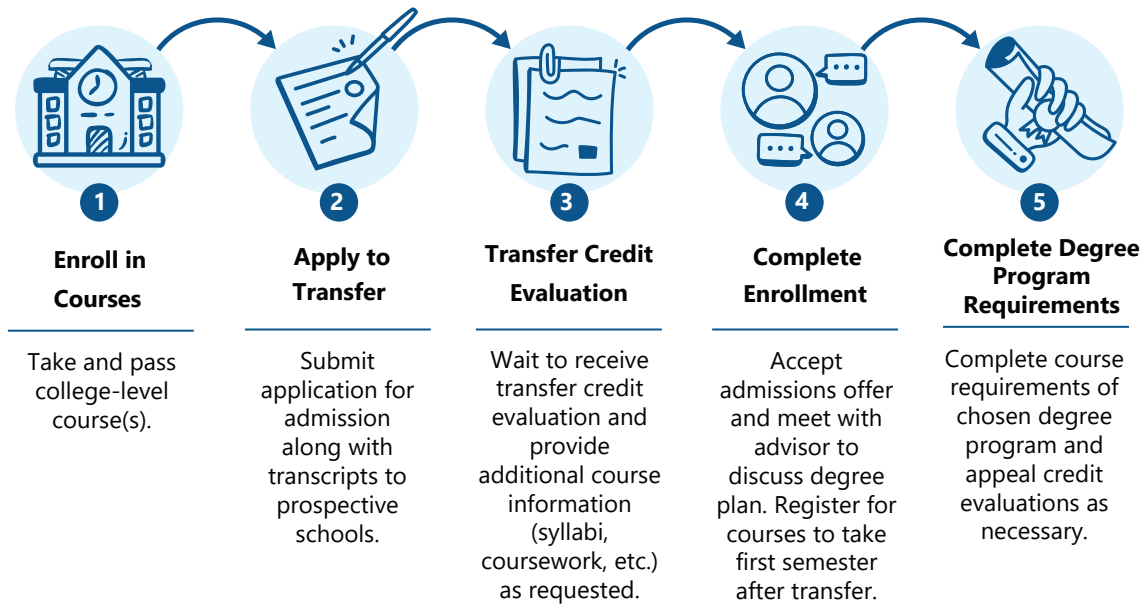 1
Enroll in
Courses
Take and pass
college-level
course(s).
2
Apply to
Transfer
Submit
application for
admission
along with
transcripts to
prospective
schools.
3
Transfer Credit
Evaluation
Wait to receive
transfer credit
evaluation and
provide
additional course
information
(syllabi,
coursework, etc.)
as requested.
4
Complete
Enrollment
Accept
admissions offer
and meet with
advisor to
discuss degree
plan. Register for
courses to take
first semester
after transfer.
5
Complete Degree
Program
Requirements
Complete course
requirements of
chosen degree
program and
appeal credit
evaluations as
necessary.